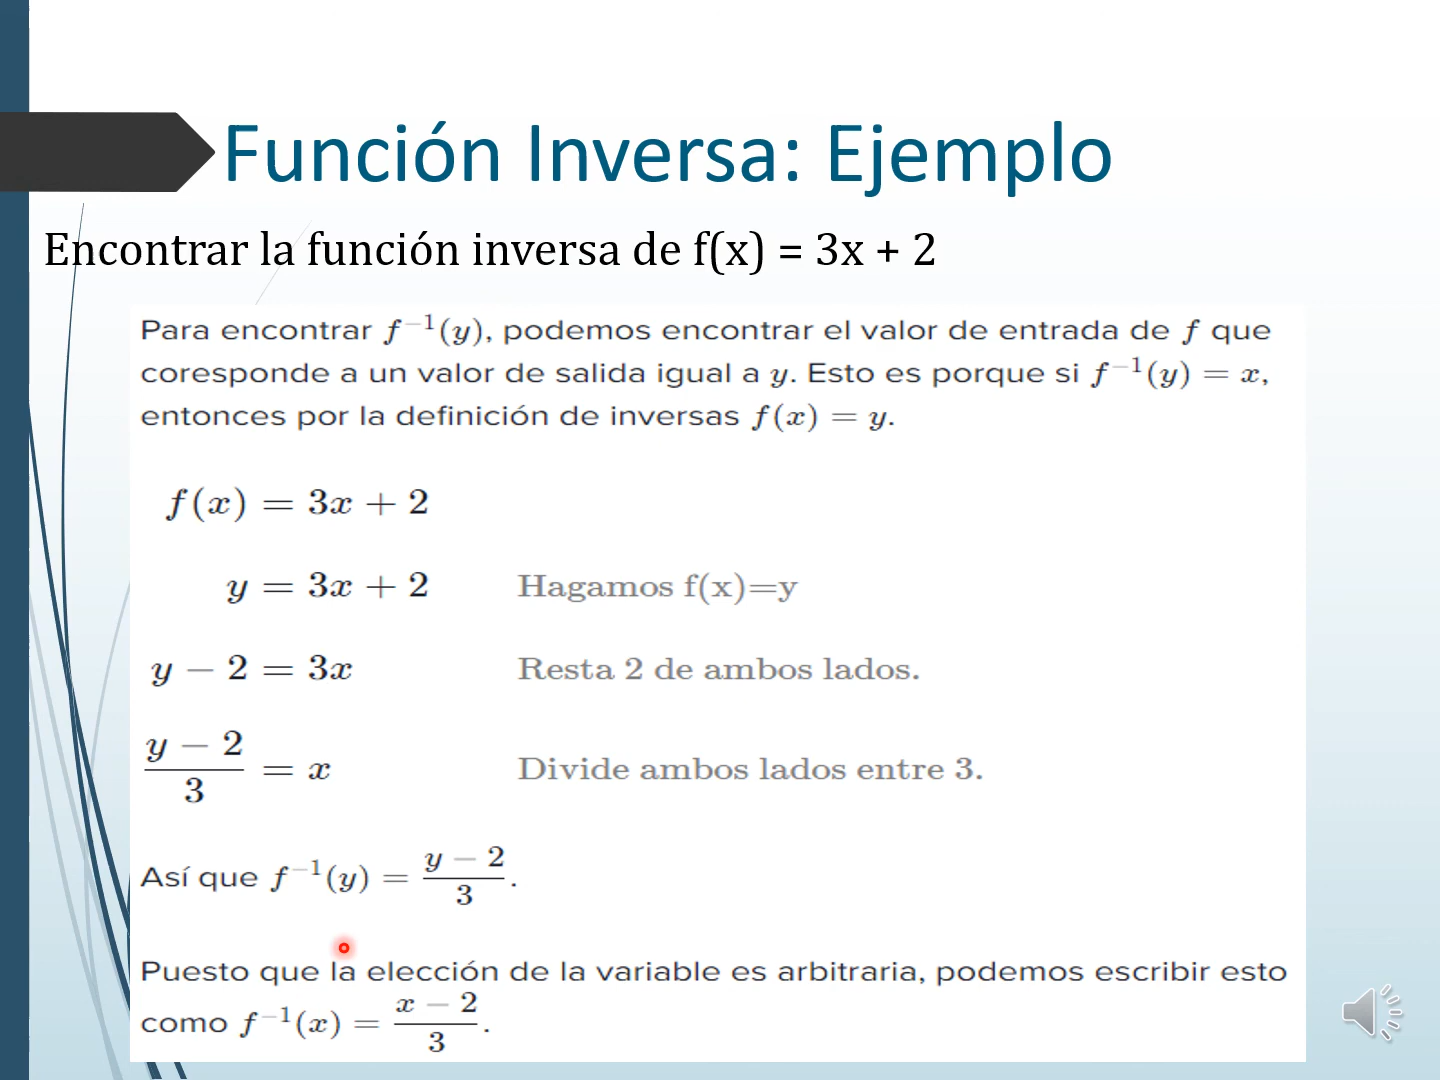 Función Inversa: Ejemplo
Encontrar la función inversa de f(x) = 3x + 2
Para encontrar f⁻¹(y), podemos encontrar el valor de entrada de f que
coresponde a un valor de salida igual a y. Esto es porque si f⁻¹(y) = x,
entonces por la definición de inversas f(x) = y.
f(x) = 3x + 2
y = 3x + 2 Hagamos f(x)=y
y − 2 = 3x Resta 2 de ambos lados.
(y − 2)/3 = x Divide ambos lados entre 3.
Así que f⁻¹(y) = (y − 2)/3.
Puesto que la elección de la variable es arbitraria, podemos escribir esto
como f⁻¹(x) = (x − 2)/3.